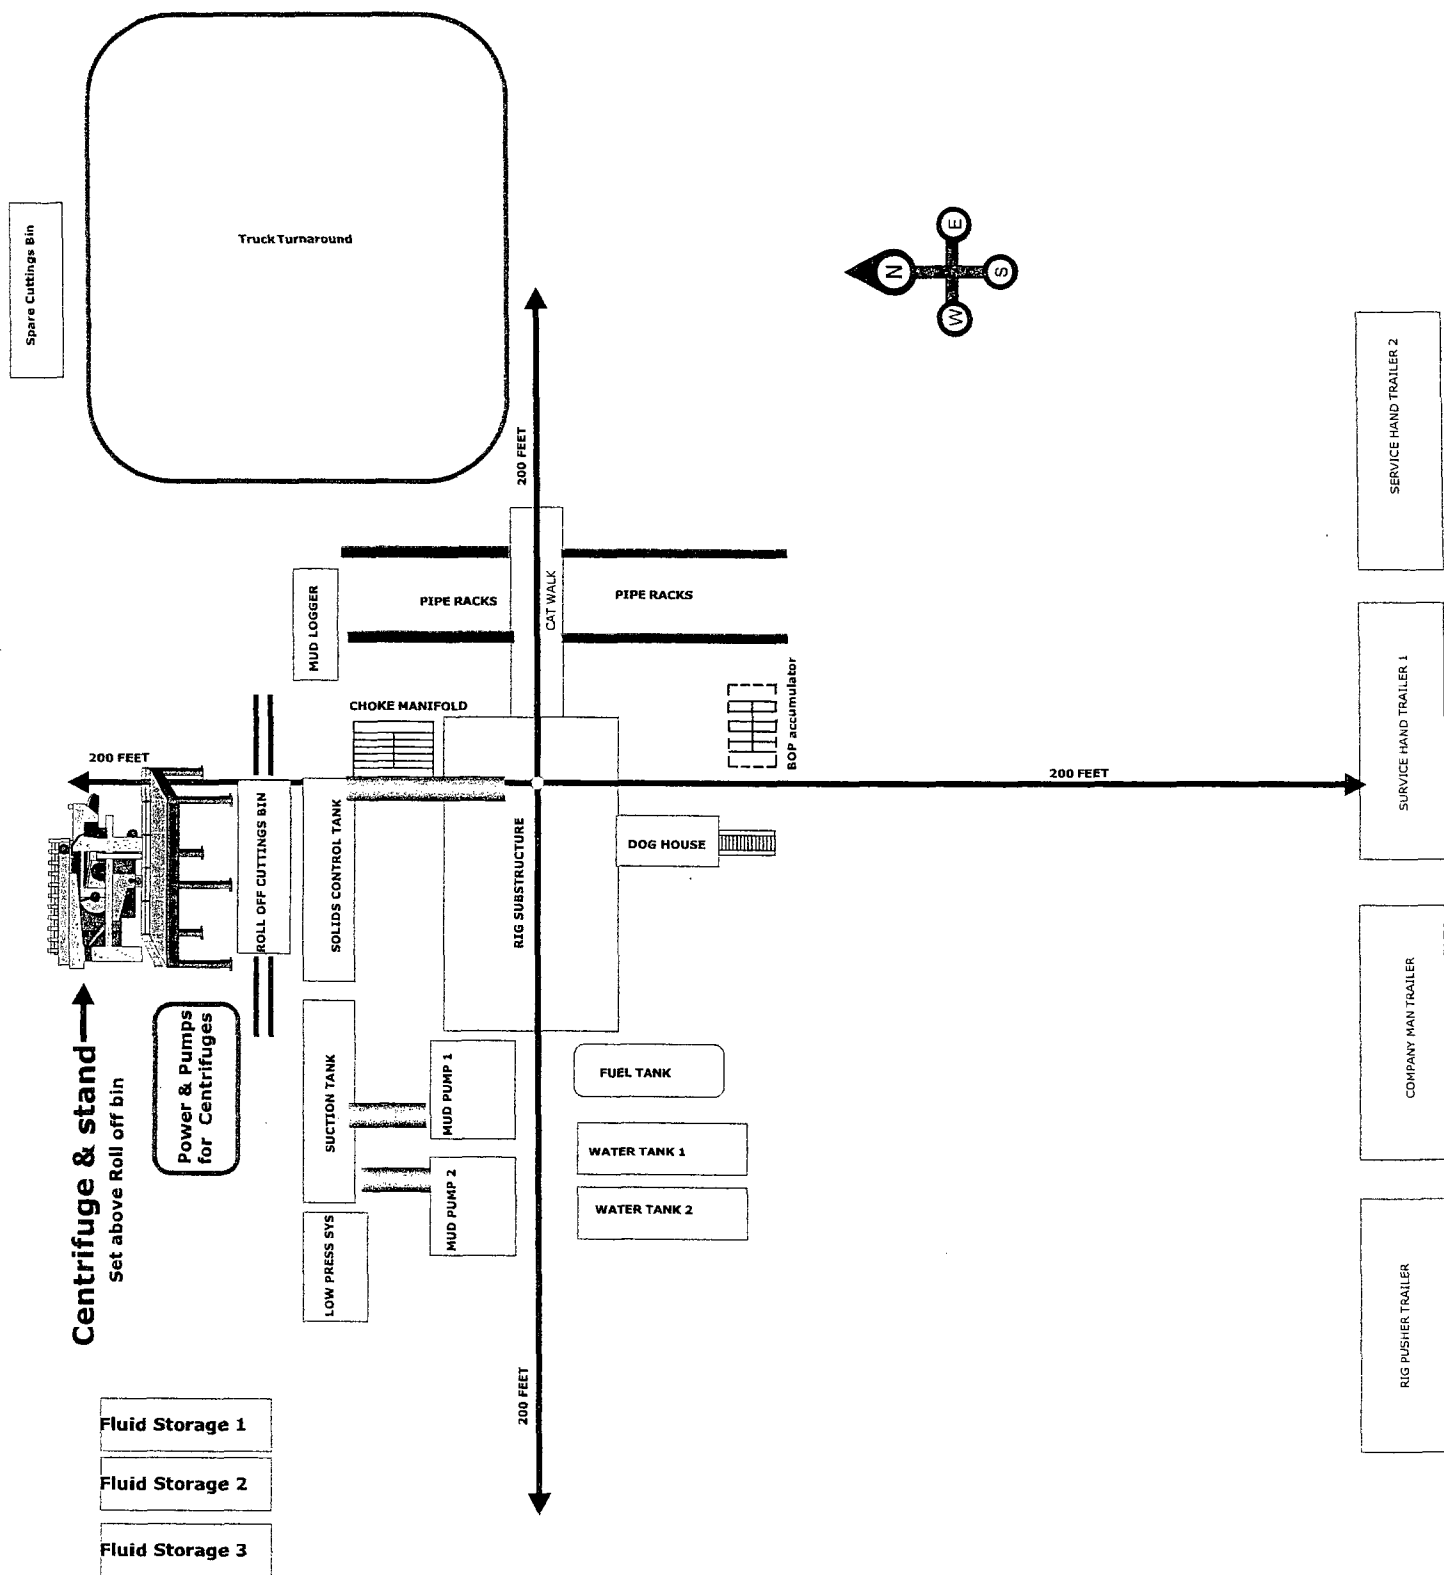 Spare Cuttings Bin
Truck Turnaround
N
E
S
W
200 FEET
SERVICE HAND TRAILER 2
MUD LOGGER
PIPE RACKS
CAT WALK
PIPE RACKS
SURVICE HAND TRAILER 1
CHOKE MANIFOLD
BOP accumulator
200 FEET
200 FEET
ROLL OFF CUTTINGS BIN
SOLIDS CONTROL TANK
RIG SUBSTRUCTURE
DOG HOUSE
COMPANY MAN TRAILER
Centrifuge & stand
Set above Roll off bin
Power & Pumps
for Centrifuges
SUCTION TANK
MUD PUMP 1
FUEL TANK
WATER TANK 1
MUD PUMP 2
WATER TANK 2
LOW PRESS SYS
RIG PUSHER TRAILER
200 FEET
Fluid Storage 1
Fluid Storage 2
Fluid Storage 3